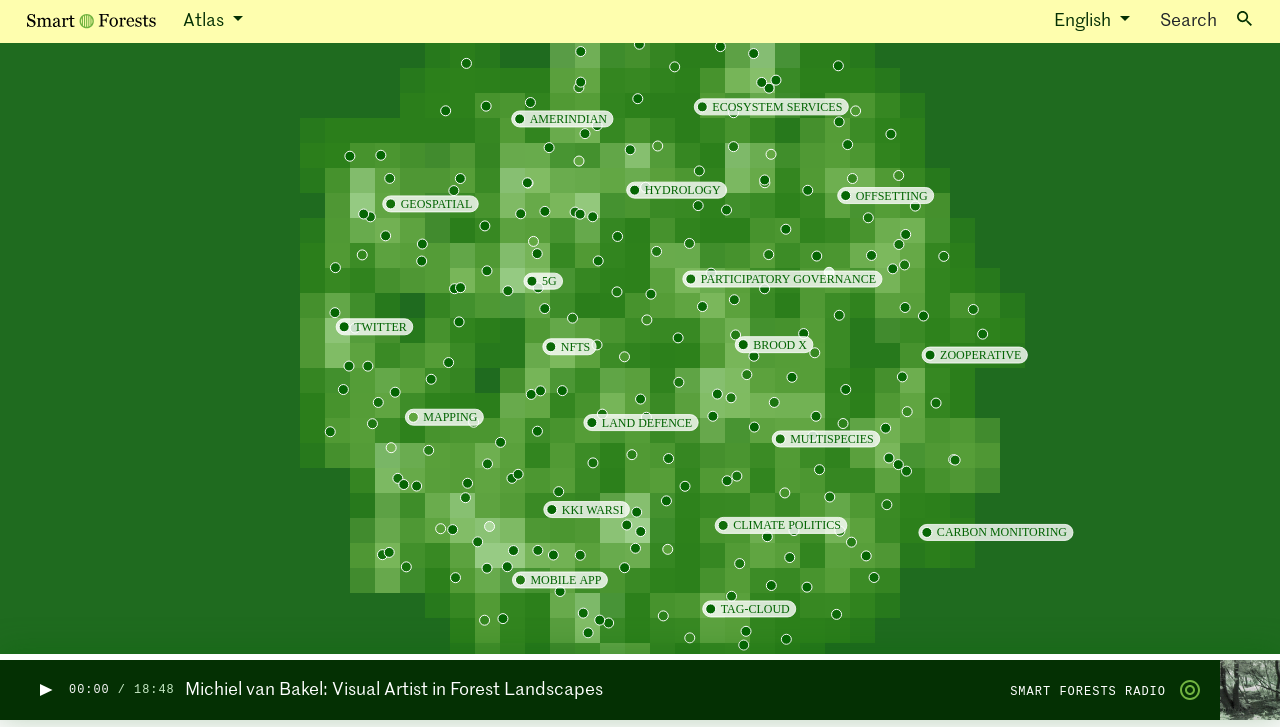 Smart Forests Atlas English Search
ECOSYSTEM SERVICES
AMERINDIAN
HYDROLOGY
OFFSETTING
GEOSPATIAL
PARTICIPATORY GOVERNANCE
5G
TWITTER
NFTS
BROOD X
ZOOPERATIVE
MAPPING
LAND DEFENCE
MULTISPECIES
KKI WARSI
CLIMATE POLITICS
CARBON MONITORING
MOBILE APP
TAG-CLOUD
00:00 / 18:48 Michiel van Bakel: Visual Artist in Forest Landscapes SMART FORESTS RADIO